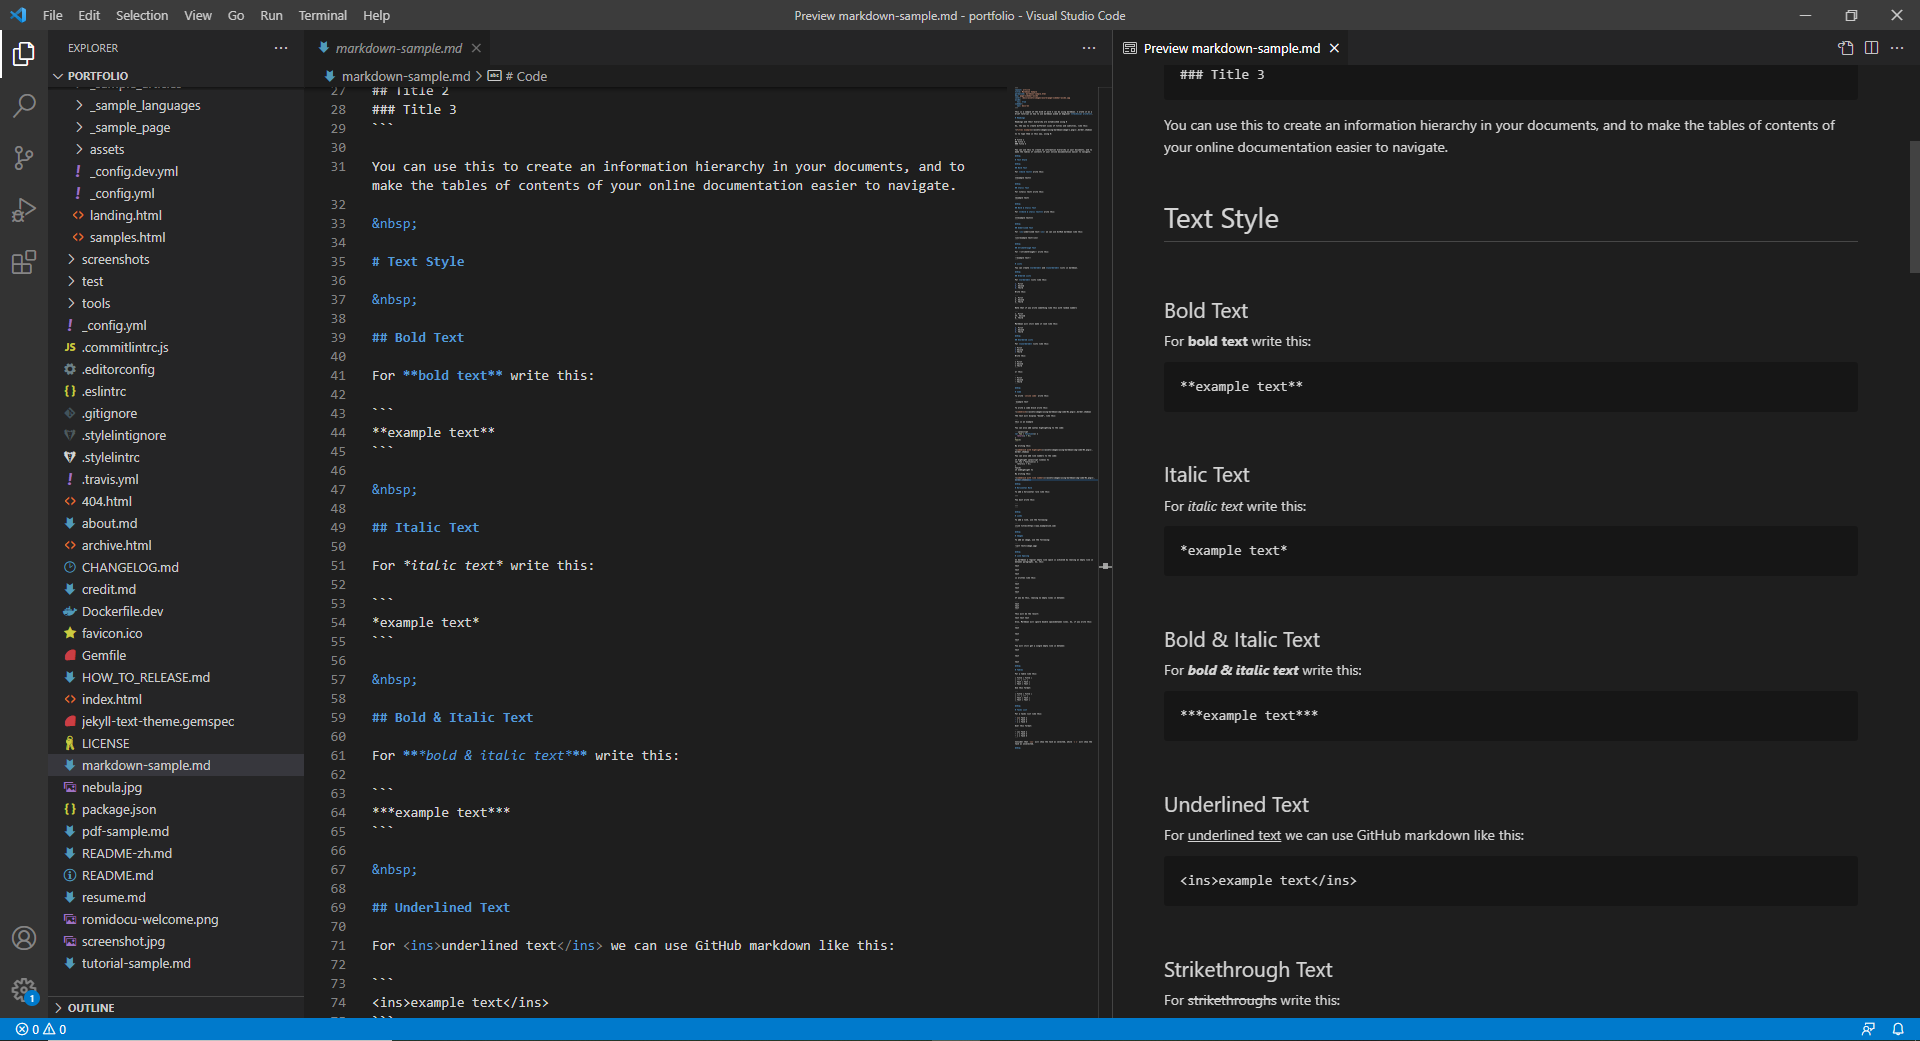 File Edit Selection View Go Run Terminal Help
Preview markdown-sample.md - portfolio - Visual Studio Code
EXPLORER
PORTFOLIO
_sample_languages
_sample_page
assets
_config.dev.yml
_config.yml
landing.html
samples.html
screenshots
test
tools
_config.yml
JS .commitlintrc.js
.editorconfig
{} .eslintrc
.gitignore
.stylelintignore
.stylelintrc
.travis.yml
404.html
about.md
archive.html
CHANGELOG.md
credit.md
Dockerfile.dev
favicon.ico
Gemfile
HOW_TO_RELEASE.md
index.html
jekyll-text-theme.gemspec
LICENSE
markdown-sample.md
nebula.jpg
{} package.json
pdf-sample.md
README-zh.md
README.md
resume.md
romidocu-welcome.png
screenshot.jpg
tutorial-sample.md
OUTLINE
1
0 0
markdown-sample.md
markdown-sample.md > # Code
27 ## Title 2
28 ### Title 3
29 ```
30
31 You can use this to create an information hierarchy in your documents, and to
make the tables of contents of your online documentation easier to navigate.
32
33 &nbsp;
34
35 # Text Style
36
37 &nbsp;
38
39 ## Bold Text
40
41 For **bold text** write this:
42
43 ```
44 **example text**
45 ```
46
47 &nbsp;
48
49 ## Italic Text
50
51 For *italic text* write this:
52
53 ```
54 *example text*
55 ```
56
57 &nbsp;
58
59 ## Bold & Italic Text
60
61 For ***bold & italic text*** write this:
62
63 ```
64 ***example text***
65 ```
66
67 &nbsp;
68
69 ## Underlined Text
70
71 For <ins>underlined text</ins> we can use GitHub markdown like this:
72
73 ```
74 <ins>example text</ins>
75 ```
Preview markdown-sample.md
### Title 3
You can use this to create an information hierarchy in your documents, and to make the tables of contents of
your online documentation easier to navigate.
Text Style
Bold Text
For bold text write this:
**example text**
Italic Text
For italic text write this:
*example text*
Bold & Italic Text
For bold & italic text write this:
***example text***
Underlined Text
For underlined text we can use GitHub markdown like this:
<ins>example text</ins>
Strikethrough Text
For strikethroughs write this: